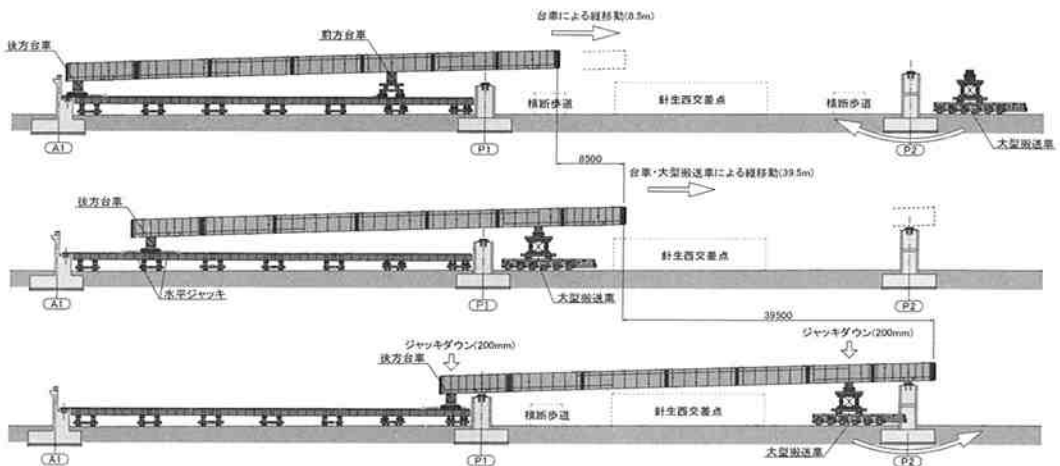 台車による縦移動(8.5m)
後方台車
前方台車
横断歩道
針生西交差点
横断歩道
A1
P1
P2
大型搬送車
8500
台車・大型搬送車による縦移動(39.5m)
後方台車
針生西交差点
A1
水平ジャッキ
P1
大型搬送車
P2
39500
ジャッキダウン(200mm)
ジャッキダウン(200mm)
後方台車
横断歩道
針生西交差点
A1
P1
大型搬送車
P2